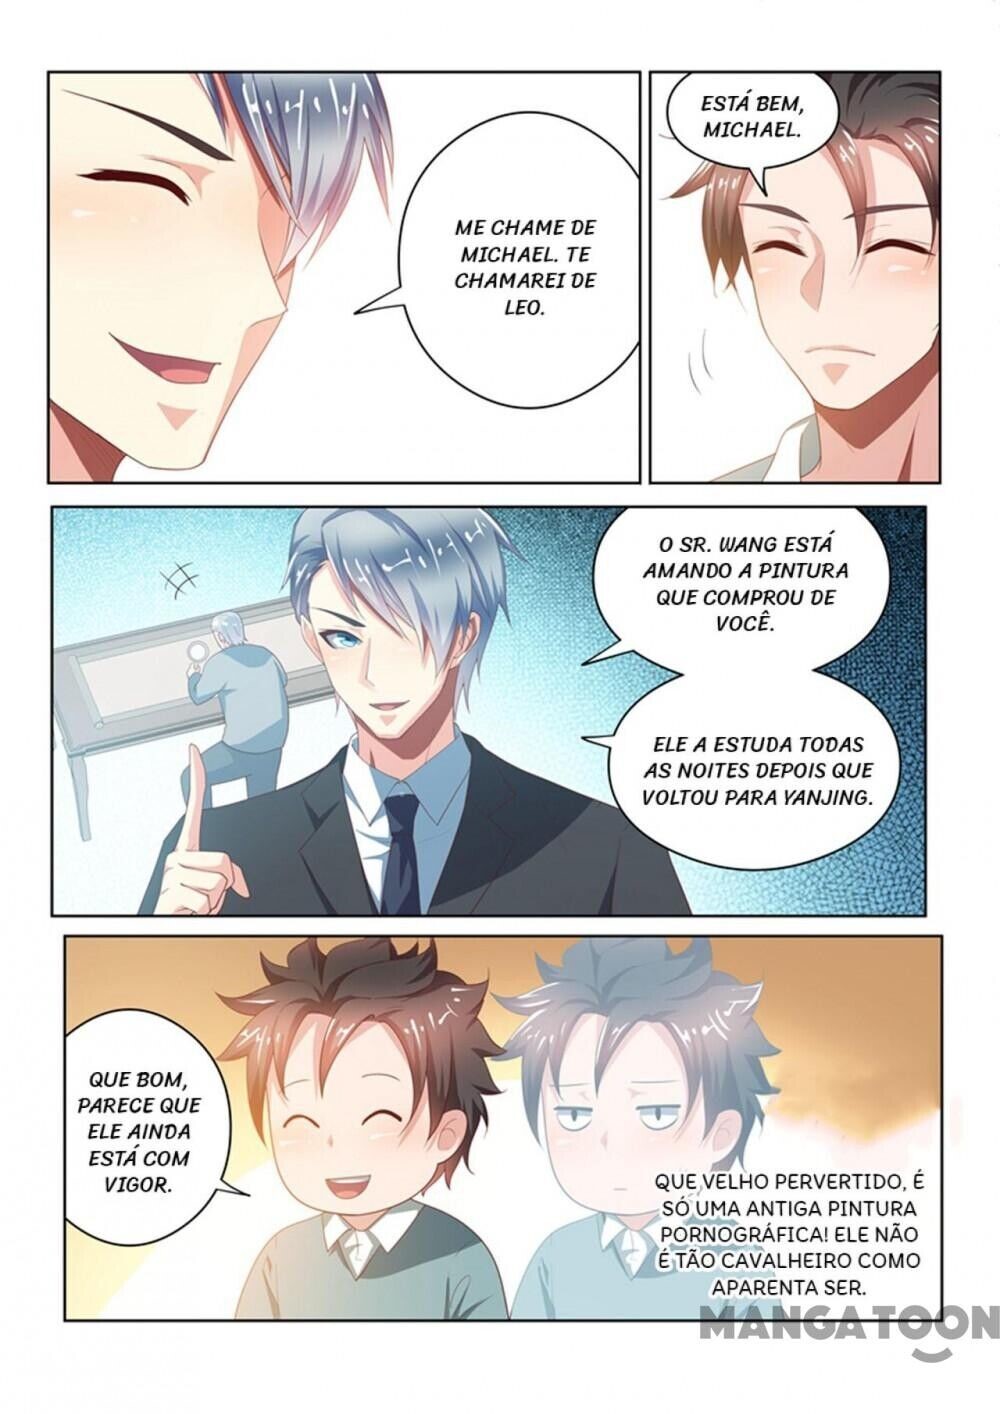 ME CHAME DE
MICHAEL. TE
CHAMAREI DE
LEO.
ESTÁ BEM,
MICHAEL.
O SR. WANG ESTÁ
AMANDO A PINTURA
QUE COMPROU DE
VOCÊ.
ELE A ESTUDA TODAS
AS NOITES DEPOIS QUE
VOLTOU PARA YANJING.
QUE BOM,
PARECE QUE
ELE AINDA
ESTÁ COM
VIGOR.
QUE VELHO PERVERTIDO, É
SÓ UMA ANTIGA PINTURA
PORNOGRÁFICA! ELE NÃO
É TÃO CAVALHEIRO COMO
APARENTA SER.
MANGATOON